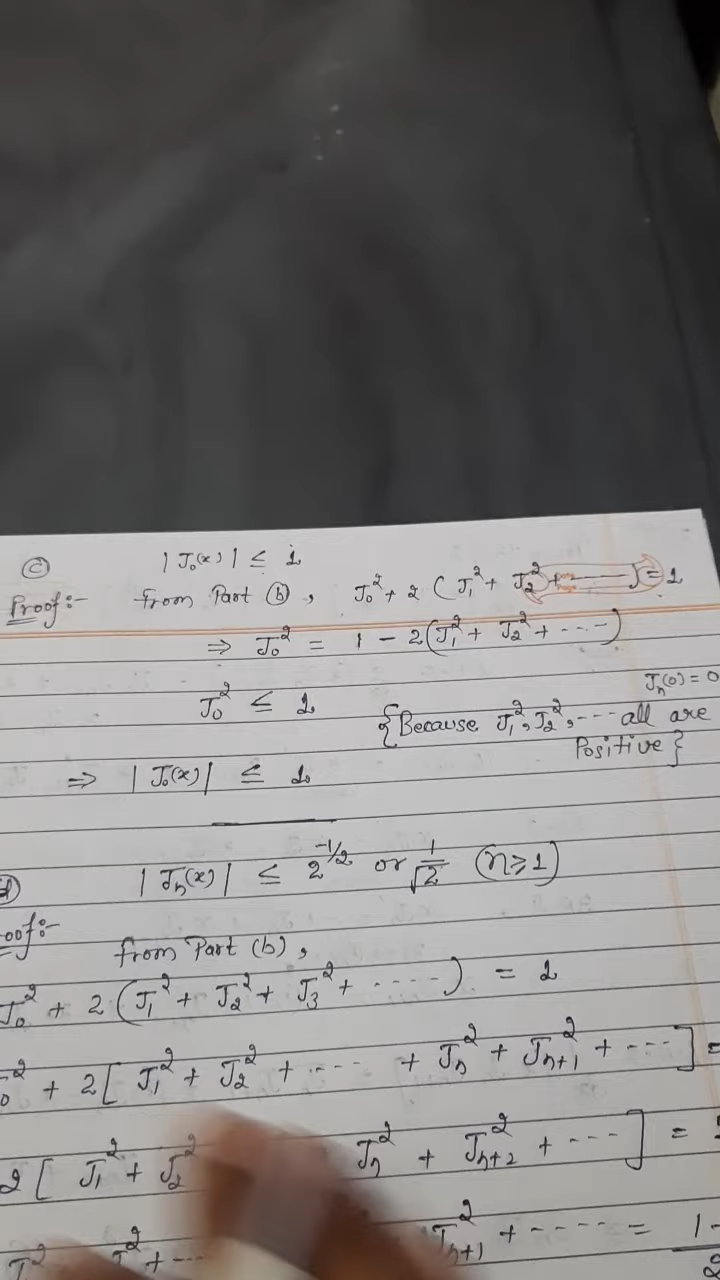 ⓒ |J₀(x)| ≤ 1
Proof:- from Part ⓑ, J₀² + 2 (J₁² + J₂² + -----) = 1
⇒ J₀² = 1 - 2(J₁² + J₂² + ----)
Jₙ(0) = 0
J₀² ≤ 1
{Because J₁², J₂², ---- all are
Positive}
⇒ |J₀(x)| ≤ 1.
|Jₙ(x)| ≤ 2^(-1/2) or 1/√2 (n ≥ 1)
from Part (b),
J₀² + 2(J₁² + J₂² + J₃² + -----) = 1
+ 2[J₁² + J₂² + ---- + Jₙ² + Jₙ₊₁² + ---] =
2[J₁² + J₂² Jₙ² + Jₙ₊₂² + ---] =
Jₙ₊₁² + ----- = 1-